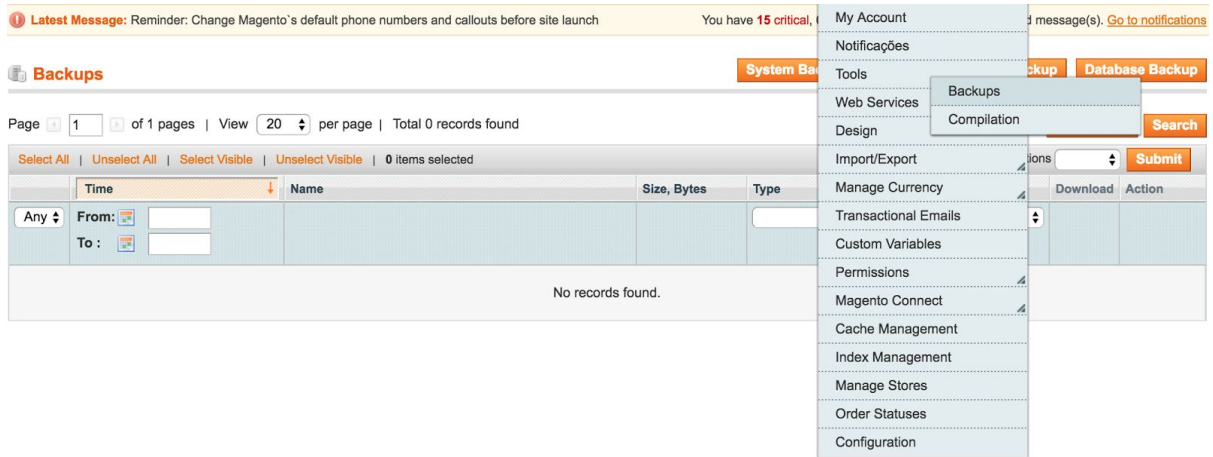 Latest Message: Reminder: Change Magento`s default phone numbers and callouts before site launch
You have 15 critical,
message(s). Go to notifications
Backups
System Ba
ckup
Database Backup
Page 1 of 1 pages | View 20 per page | Total 0 records found
Search
Select All | Unselect All | Select Visible | Unselect Visible | 0 items selected
Submit
Time
Name
Size, Bytes
Type
Download
Action
Any
From:
To :
No records found.
My Account
Notificações
Tools
Backups
Compilation
Web Services
Design
Import/Export
Manage Currency
Transactional Emails
Custom Variables
Permissions
Magento Connect
Cache Management
Index Management
Manage Stores
Order Statuses
Configuration